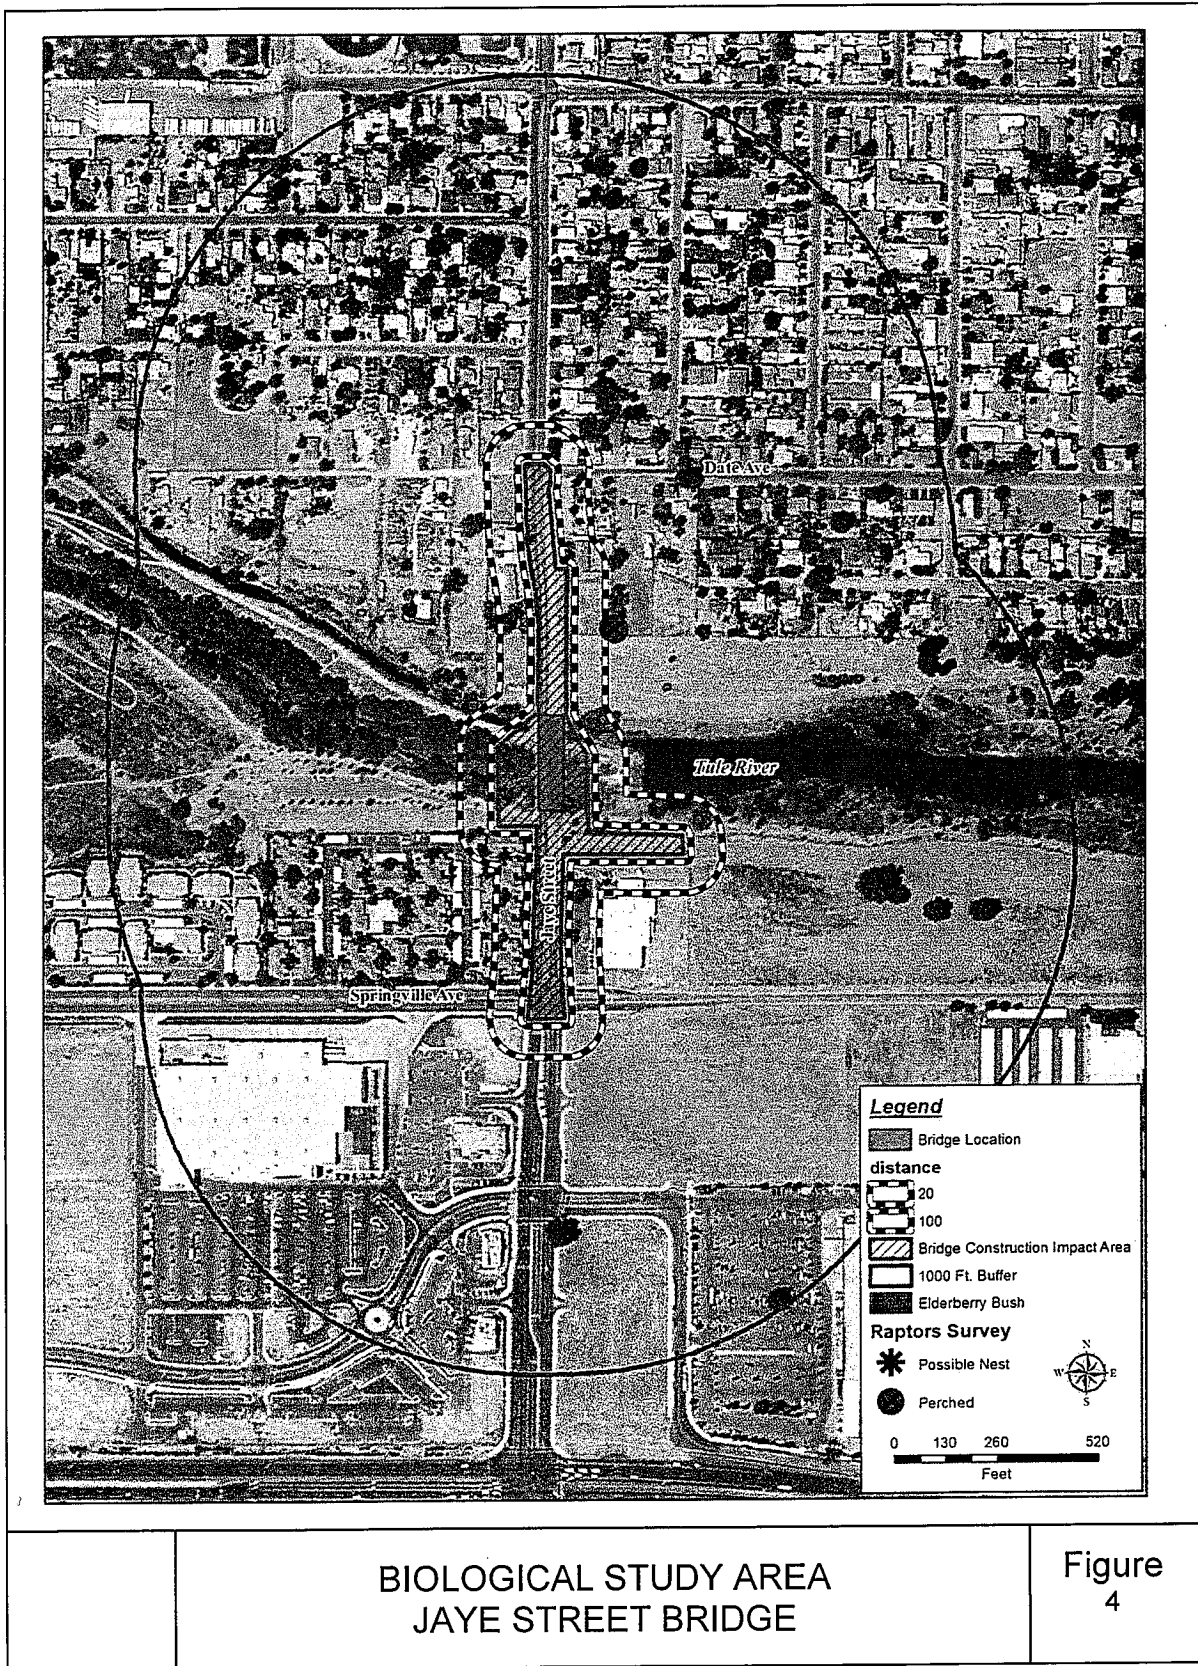 Date Ave
Tule River
Jaye Street
Springville Ave
Legend
Bridge Location
distance
20
100
Bridge Construction Impact Area
1000 Ft. Buffer
Elderberry Bush
Raptors Survey
Possible Nest
Perched
N
W E
S
0 130 260 520
Feet
BIOLOGICAL STUDY AREA
JAYE STREET BRIDGE
Figure
4